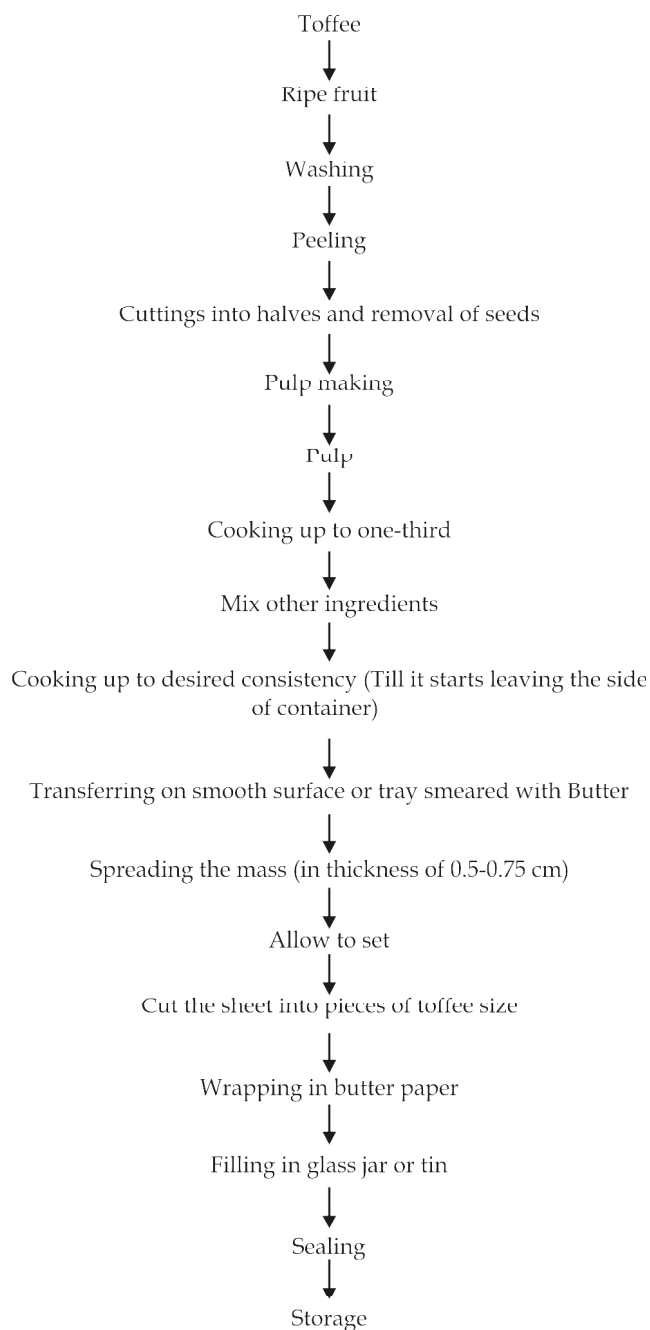 Toffee
Ripe fruit
Washing
Peeling
Cuttings into halves and removal of seeds
Pulp making
Pulp
Cooking up to one-third
Mix other ingredients
Cooking up to desired consistency (Till it starts leaving the side
of container)
Transferring on smooth surface or tray smeared with Butter
Spreading the mass (in thickness of 0.5-0.75 cm)
Allow to set
Cut the sheet into pieces of toffee size
Wrapping in butter paper
Filling in glass jar or tin
Sealing
Storage